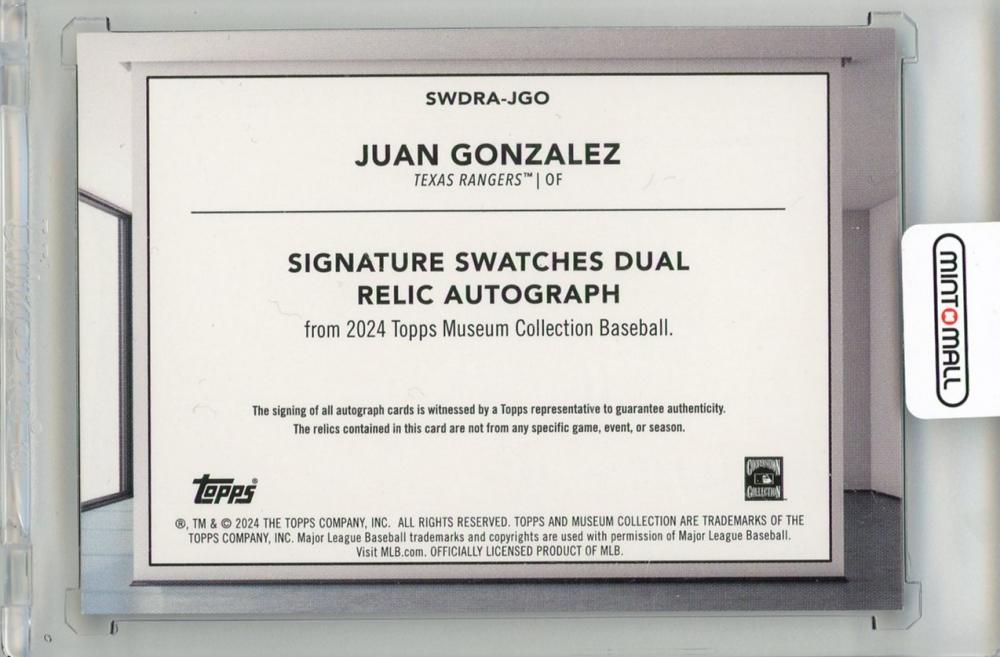 SWDRA-JGO
JUAN GONZALEZ
TEXAS RANGERS™ | OF
SIGNATURE SWATCHES DUAL
RELIC AUTOGRAPH
from 2024 Topps Museum Collection Baseball.
The signing of all autograph cards is witnessed by a Topps representative to guarantee authenticity.
The relics contained in this card are not from any specific game, event, or season.
Topps®
COOPERSTOWN
COLLECTION
®, TM & © 2024 THE TOPPS COMPANY, INC. ALL RIGHTS RESERVED. TOPPS AND MUSEUM COLLECTION ARE TRADEMARKS OF THE
TOPPS COMPANY, INC. Major League Baseball trademarks and copyrights are used with permission of Major League Baseball.
Visit MLB.com. OFFICIALLY LICENSED PRODUCT OF MLB.
MINT MALL